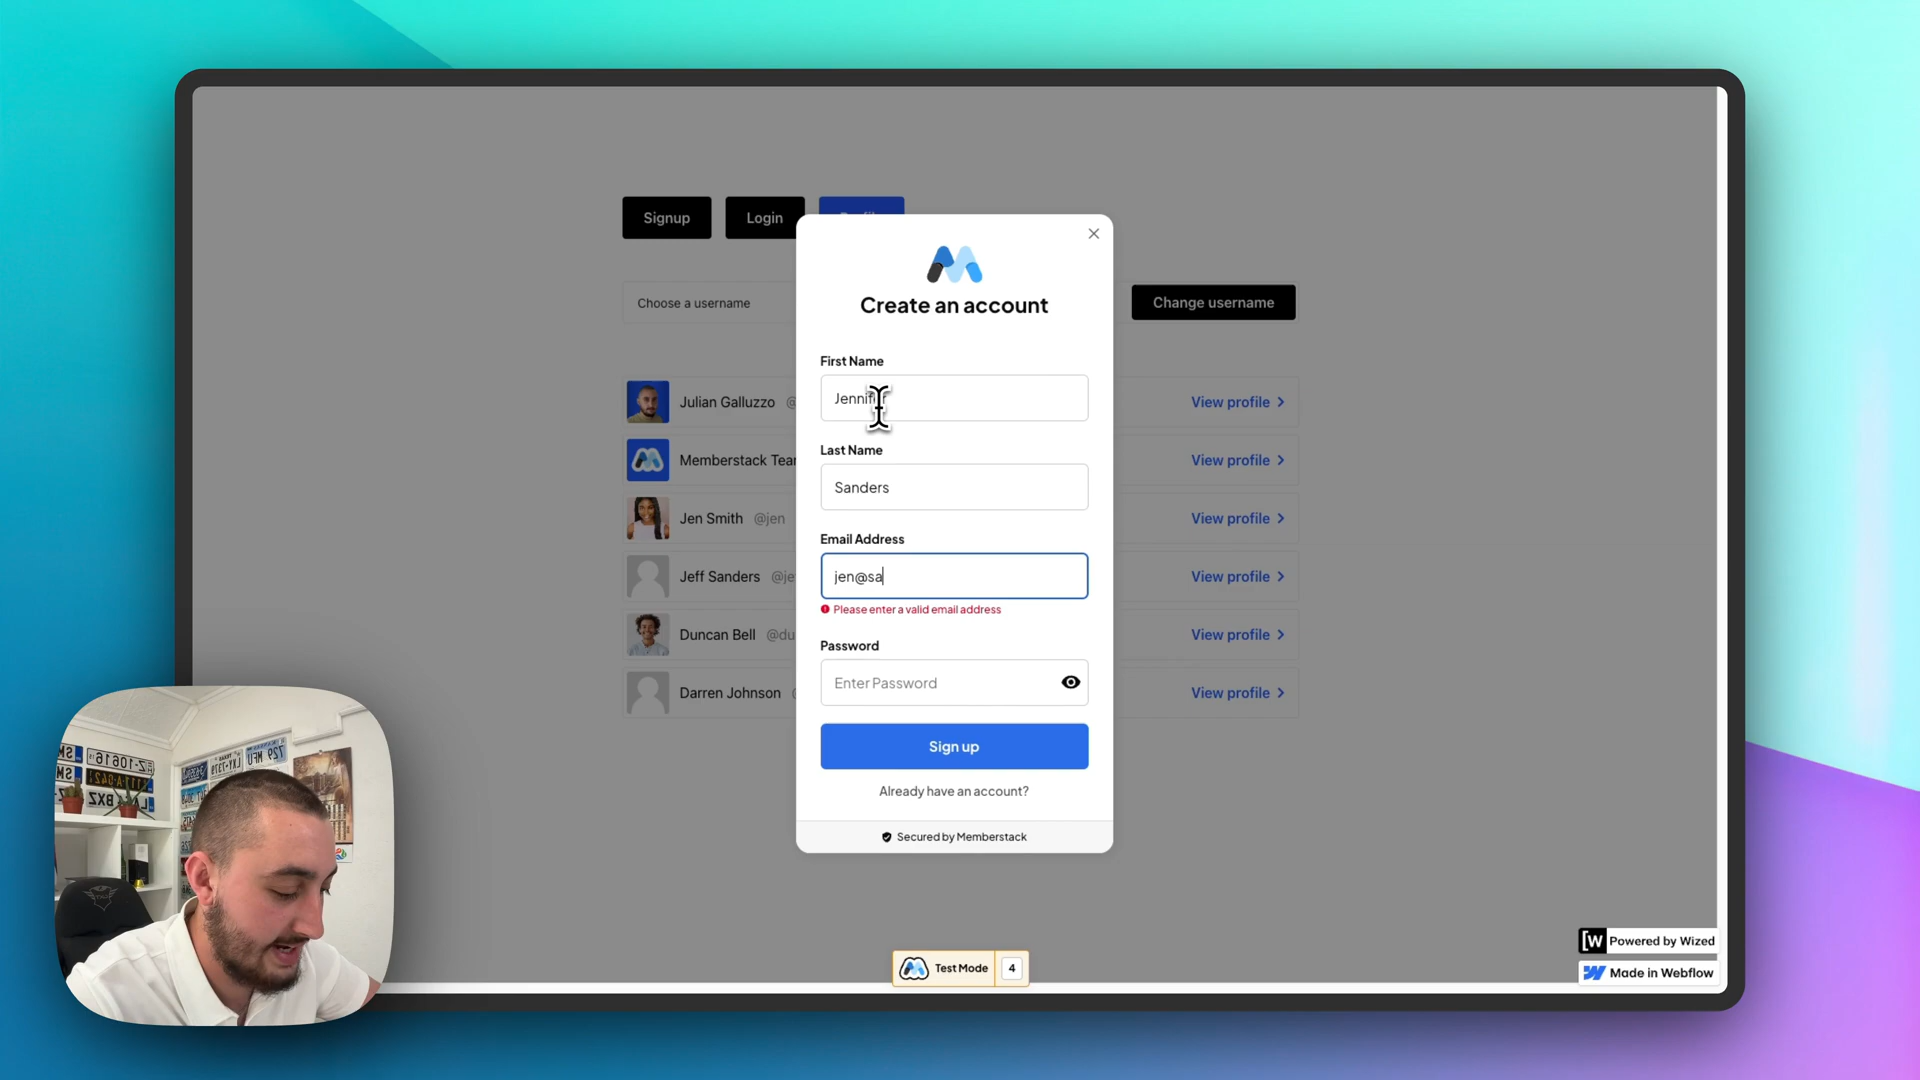 Signup
Login
Choose a username
Change username
Julian Galluzzo @
View profile
Memberstack Tea
View profile
Jen Smith @jen
View profile
Jeff Sanders @je
View profile
Duncan Bell @du
View profile
Darren Johnson
View profile
Create an account
First Name
Jennifer
Last Name
Sanders
Email Address
jen@sa
Please enter a valid email address
Password
Enter Password
Sign up
Already have an account?
Secured by Memberstack
Test Mode 4
[W Powered by Wized
Made in Webflow